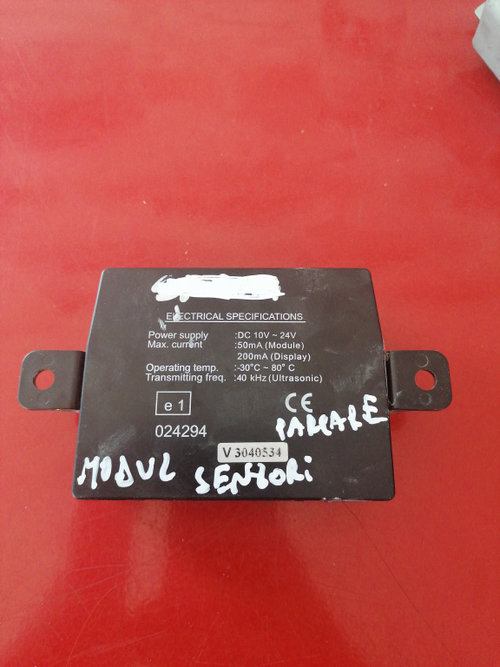 ELECTRICAL SPECIFICATIONS
Power supply :DC 10V ~ 24V
Max. current :50mA (Module)
200mA (Display)
Operating temp. :-30°C ~ 80° C
Transmitting freq. :40 kHz (Ultrasonic)
e1 CE
024294 PARCARE
V 3040534
MODUL SENZORI